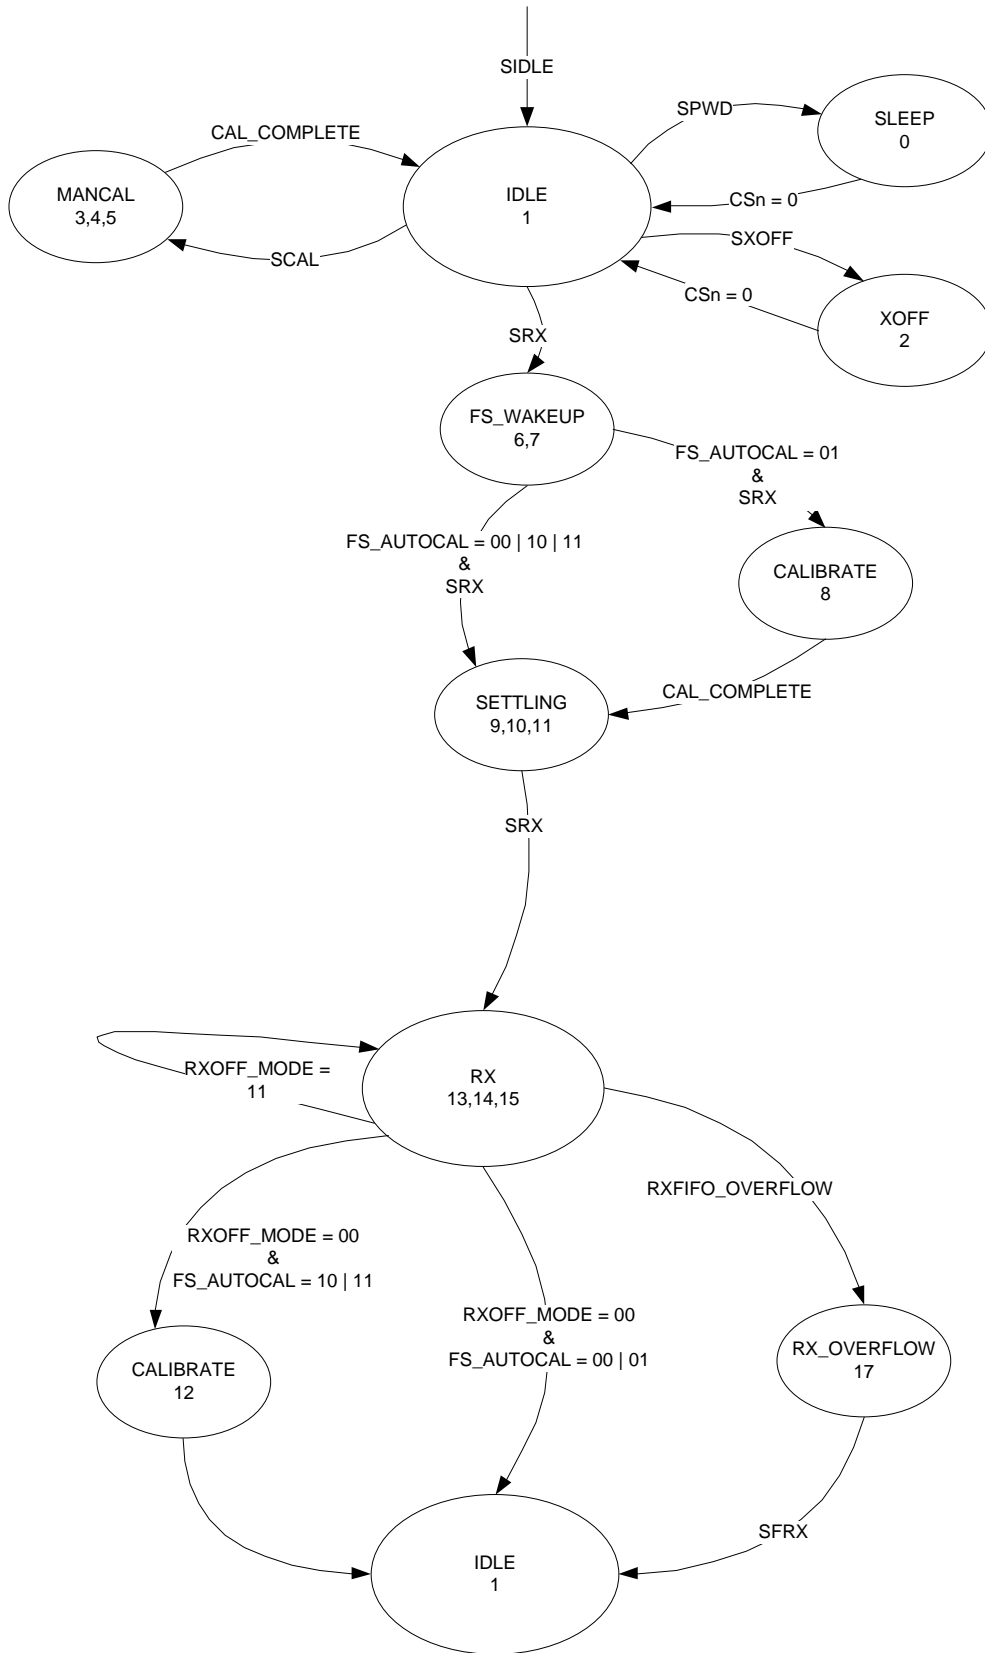 SIDLE
SPWD
SLEEP
0
CAL_COMPLETE
MANCAL
3,4,5
IDLE
1
CSn = 0
SCAL
SXOFF
CSn = 0
XOFF
2
SRX
FS_WAKEUP
6,7
FS_AUTOCAL = 01
&
SRX
FS_AUTOCAL = 00 | 10 | 11
&
SRX
CALIBRATE
8
SETTLING
9,10,11
CAL_COMPLETE
SRX
RXOFF_MODE =
11
RX
13,14,15
RXFIFO_OVERFLOW
RXOFF_MODE = 00
&
FS_AUTOCAL = 10 | 11
RXOFF_MODE = 00
&
FS_AUTOCAL = 00 | 01
RX_OVERFLOW
17
CALIBRATE
12
SFRX
IDLE
1